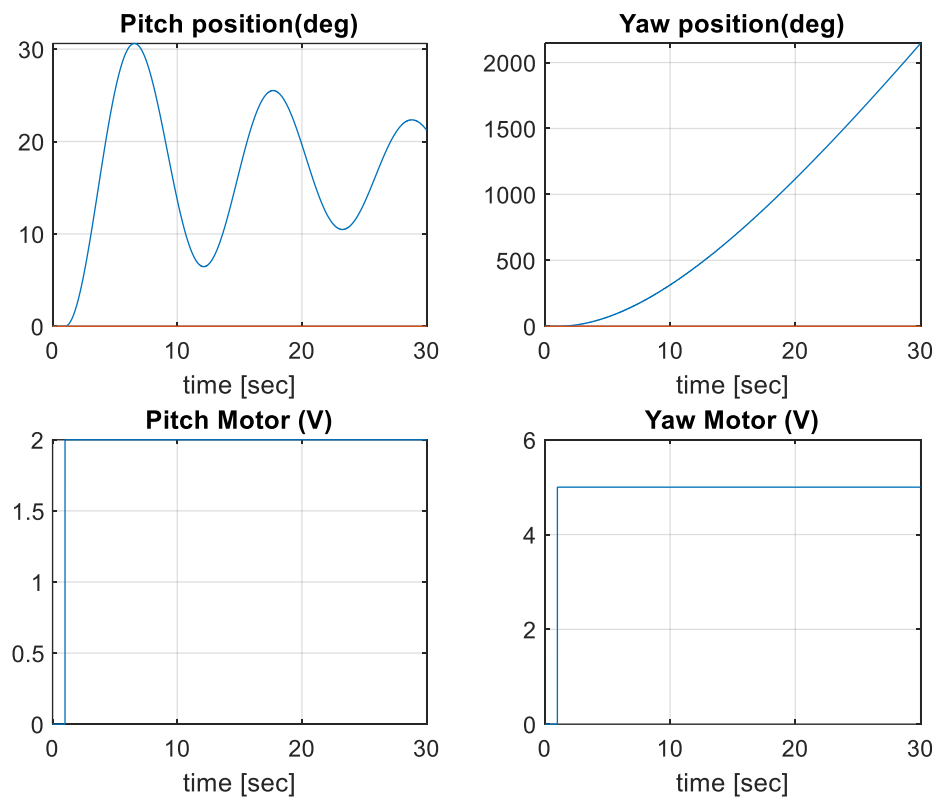 Pitch position(deg)
30
20
10
0
0 10 20 30
time [sec]
Yaw position(deg)
2000
1500
1000
500
0
0 10 20 30
time [sec]
Pitch Motor (V)
2
1.5
1
0.5
0
0 10 20 30
time [sec]
Yaw Motor (V)
6
4
2
0
0 10 20 30
time [sec]